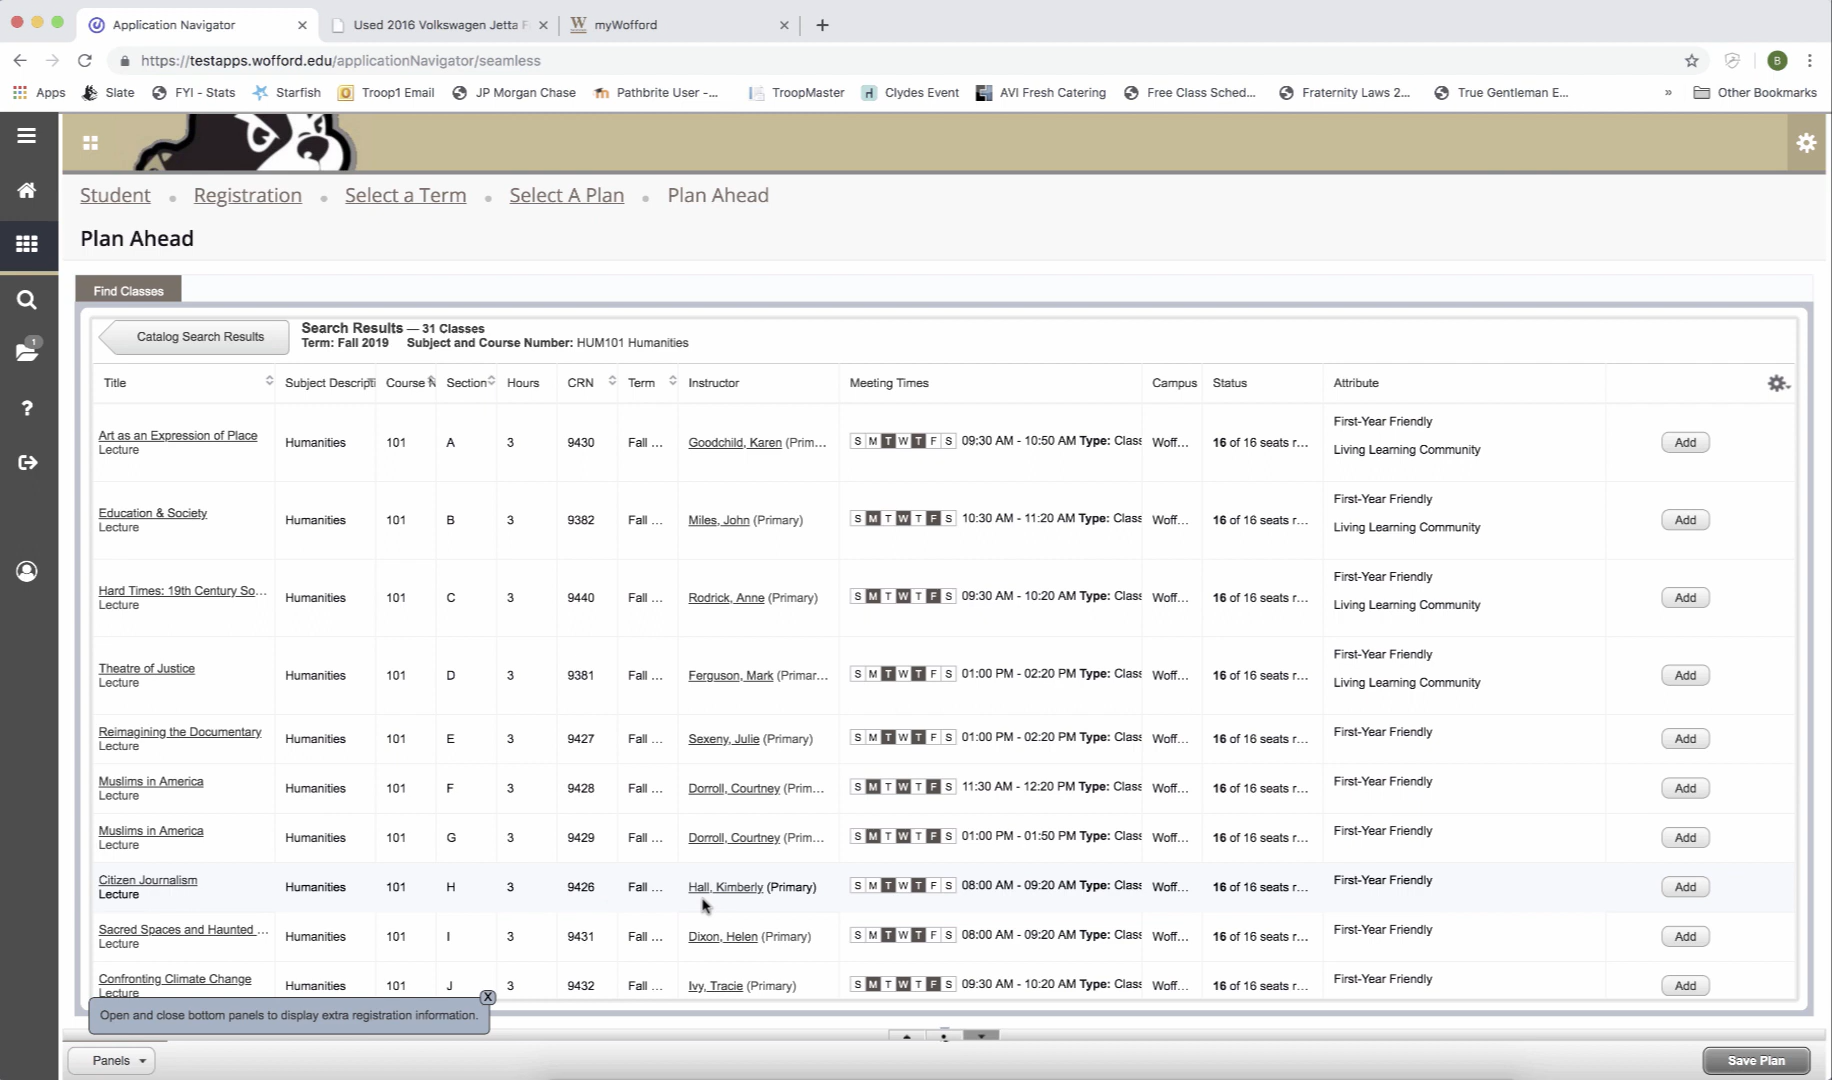 Application Navigator
Used 2016 Volkswagen Jetta
myWofford
https://testapps.wofford.edu/applicationNavigator/seamless
B
Apps
Slate
FYI - Stats
Starfish
Troop1 Email
JP Morgan Chase
Pathbrite User -...
TroopMaster
Clydes Event
AVI Fresh Catering
Free Class Sched...
Fraternity Laws 2...
True Gentleman E...
»
Other Bookmarks
Student • Registration • Select a Term • Select A Plan • Plan Ahead
Plan Ahead
1
Find Classes
Catalog Search Results
Search Results — 31 Classes
Term: Fall 2019 Subject and Course Number: HUM101 Humanities
Title Subject Descripti Course N Section Hours CRN Term Instructor Meeting Times Campus Status Attribute
Art as an Expression of Place
Lecture
Humanities 101 A 3 9430 Fall ... Goodchild, Karen (Prim... S M T W T F S 09:30 AM - 10:50 AM Type: Class Woff... 16 of 16 seats r...
First-Year Friendly
Living Learning Community
Add
Education & Society
Lecture
Humanities 101 B 3 9382 Fall ... Miles, John (Primary) S M T W T F S 10:30 AM - 11:20 AM Type: Class Woff... 16 of 16 seats r...
First-Year Friendly
Living Learning Community
Add
Hard Times: 19th Century So...
Lecture
Humanities 101 C 3 9440 Fall ... Rodrick, Anne (Primary) S M T W T F S 09:30 AM - 10:20 AM Type: Class Woff... 16 of 16 seats r...
First-Year Friendly
Living Learning Community
Add
Theatre of Justice
Lecture
Humanities 101 D 3 9381 Fall ... Ferguson, Mark (Primar... S M T W T F S 01:00 PM - 02:20 PM Type: Class Woff... 16 of 16 seats r...
First-Year Friendly
Living Learning Community
Add
Reimagining the Documentary
Lecture
Humanities 101 E 3 9427 Fall ... Sexeny, Julie (Primary) S M T W T F S 01:00 PM - 02:20 PM Type: Class Woff... 16 of 16 seats r...
First-Year Friendly
Add
Muslims in America
Lecture
Humanities 101 F 3 9428 Fall ... Dorroll, Courtney (Prim... S M T W T F S 11:30 AM - 12:20 PM Type: Class Woff... 16 of 16 seats r...
First-Year Friendly
Add
Muslims in America
Lecture
Humanities 101 G 3 9429 Fall ... Dorroll, Courtney (Prim... S M T W T F S 01:00 PM - 01:50 PM Type: Class Woff... 16 of 16 seats r...
First-Year Friendly
Add
Citizen Journalism
Lecture
Humanities 101 H 3 9426 Fall ... Hall, Kimberly (Primary) S M T W T F S 08:00 AM - 09:20 AM Type: Class Woff... 16 of 16 seats r...
First-Year Friendly
Add
Sacred Spaces and Haunted ...
Lecture
Humanities 101 I 3 9431 Fall ... Dixon, Helen (Primary) S M T W T F S 08:00 AM - 09:20 AM Type: Class Woff... 16 of 16 seats r...
First-Year Friendly
Add
Confronting Climate Change
Lecture
Humanities 101 J 3 9432 Fall ... Ivy, Tracie (Primary) S M T W T F S 09:30 AM - 10:20 AM Type: Class Woff... 16 of 16 seats r...
First-Year Friendly
Add
X
Open and close bottom panels to display extra registration information.
Panels
Save Plan